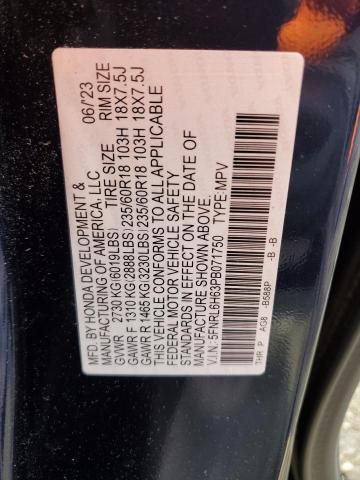 MFD. BY HONDA DEVELOPMENT & 06/23
MANUFACTURING OF AMERICA, LLC
TIRE SIZE RIM SIZE
GVWR 2730 KG(6019LBS)
GAWR F 1310 KG(2888LBS)235/60R18 103H 18X7.5J
GAWR R 1465 KG(3230LBS)235/60R18 103H 18X7.5J
THIS VEHICLE CONFORMS TO ALL APPLICABLE
FEDERAL MOTOR VEHICLE SAFETY
STANDARDS IN EFFECT ON THE DATE OF
MANUFACTURE SHOWN ABOVE.
V.I.N.:5FNRL6H63PB071750 TYPE MPV
THR P AG8 -B588P -B -B